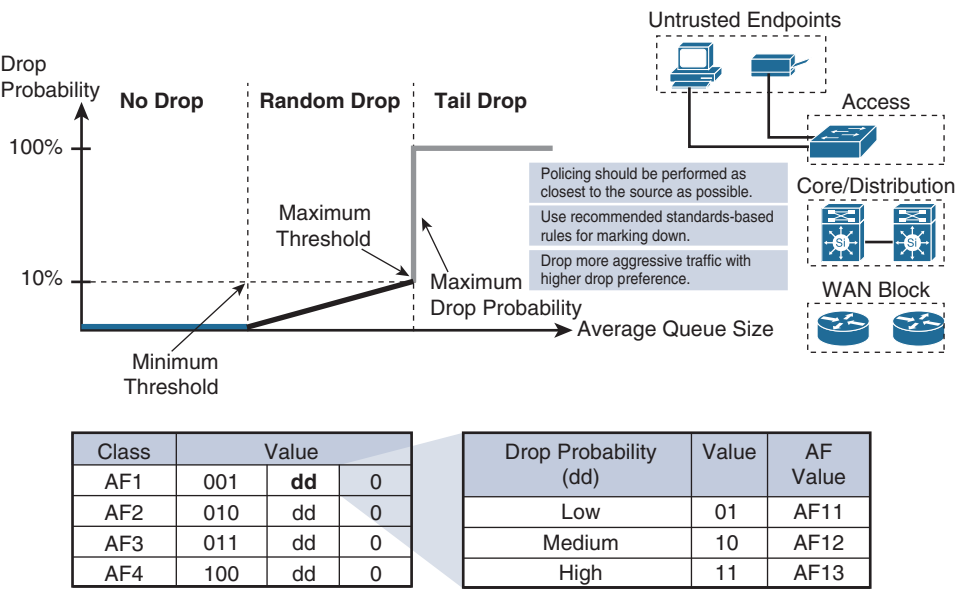 Untrusted Endpoints
Drop
Probability
No Drop
Random Drop
Tail Drop
Access
100%
Policing should be performed as
closest to the source as possible.
Core/Distribution
Maximum
Threshold
Use recommended standards-based
rules for marking down.
Si
Si
Drop more aggressive traffic with
higher drop preference.
10%
Maximum
Drop Probability
WAN Block
Average Queue Size
Minimum
Threshold
Class Value
AF1 001 dd 0
AF2 010 dd 0
AF3 011 dd 0
AF4 100 dd 0
Drop Probability
(dd)
Value
AF
Value
Low 01 AF11
Medium 10 AF12
High 11 AF13